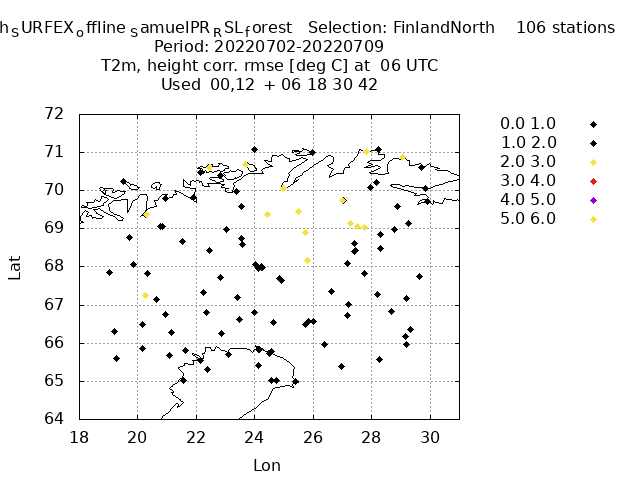 hSURFEXoffline SamuelPRRSLforest Selection: FinlandNorth 106 stations
Period: 20220702-20220709
T2m, height corr. rmse [deg C] at 06 UTC
Used 00,12 + 06 18 30 42
72
71
70
69
68
67
66
65
64
18 20 22 24 26 28 30
Lat
Lon
0.0 1.0
1.0 2.0
2.0 3.0
3.0 4.0
4.0 5.0
5.0 6.0